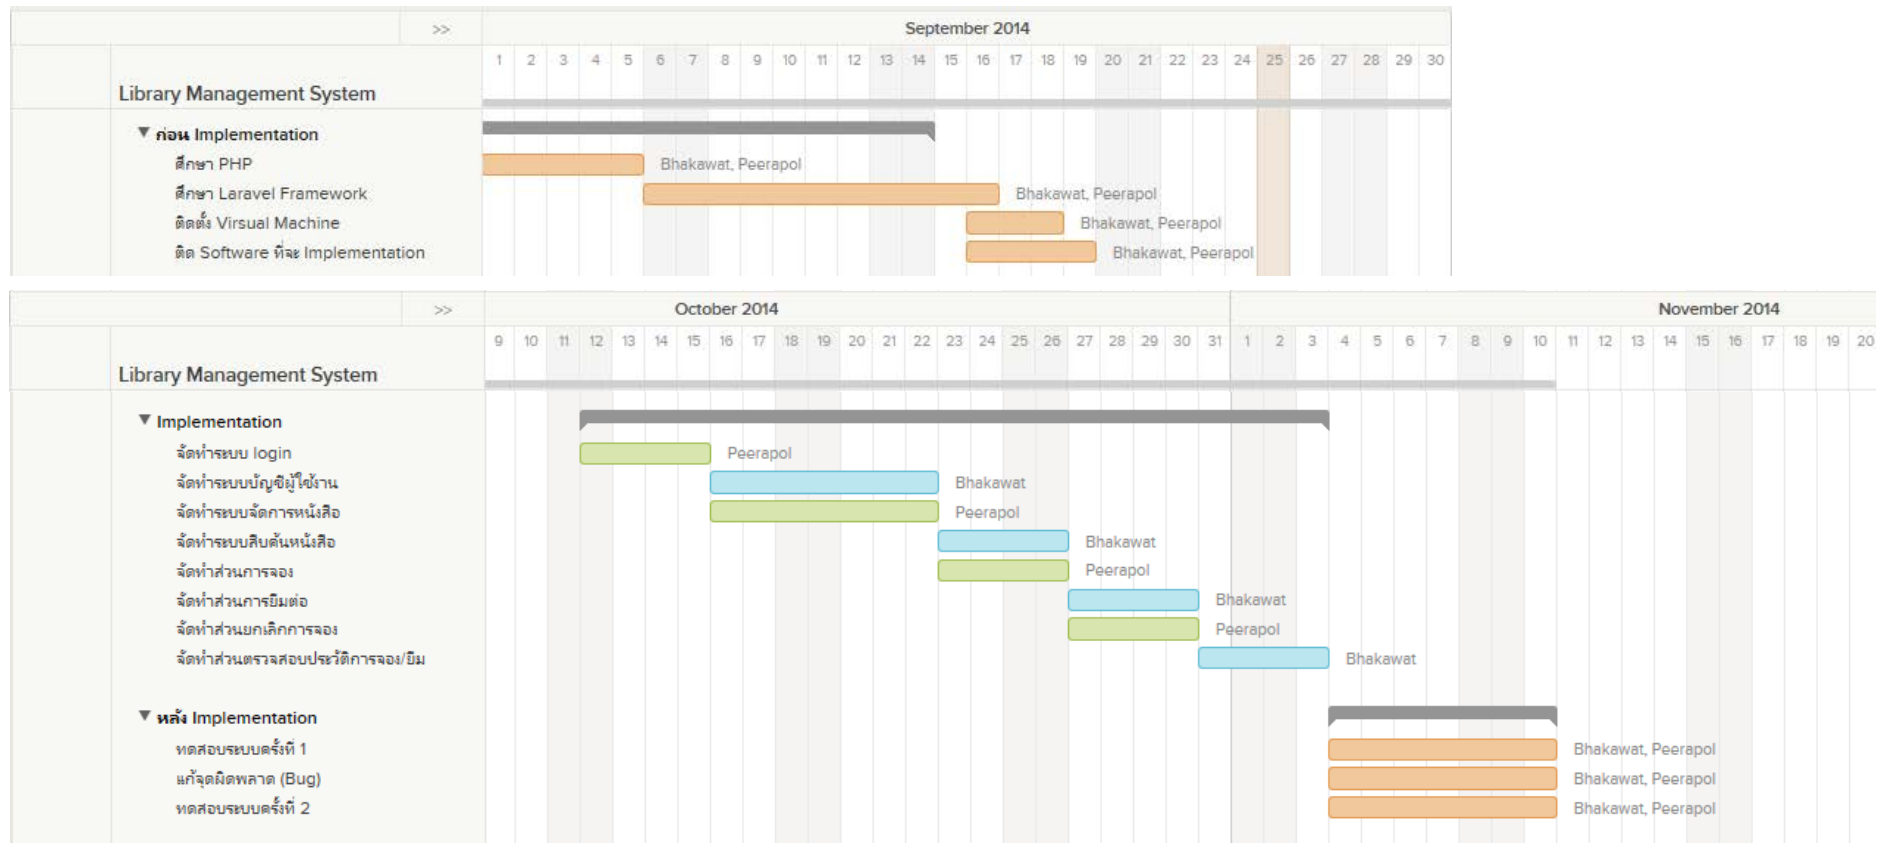 >> September 2014
1 2 3 4 5 6 7 8 9 10 11 12 13 14 15 16 17 18 19 20 21 22 23 24 25 26 27 28 29 30
Library Management System
ก่อน Implementation
ศึกษา PHP Bhakawat, Peerapol
ศึกษา Laravel Framework Bhakawat, Peerapol
ติดตั้ง Virsual Machine Bhakawat, Peerapol
ติด Software ที่จะ Implementation Bhakawat, Peerapol
>> October 2014 November 2014
9 10 11 12 13 14 15 16 17 18 19 20 21 22 23 24 25 26 27 28 29 30 31 1 2 3 4 5 6 7 8 9 10 11 12 13 14 15 16 17 18 19 20
Library Management System
Implementation
จัดทำระบบ login Peerapol
จัดทำระบบบัญชีผู้ใช้งาน Bhakawat
จัดทำระบบจัดการหนังสือ Peerapol
จัดทำระบบสืบค้นหนังสือ Bhakawat
จัดทำส่วนการจอง Peerapol
จัดทำส่วนการยืมต่อ Bhakawat
จัดทำส่วนยกเลิกการจอง Peerapol
จัดทำส่วนตรวจสอบประวัติการจอง/ยืม Bhakawat
หลัง Implementation
ทดสอบระบบครั้งที่ 1 Bhakawat, Peerapol
แก้จุดผิดพลาด (Bug) Bhakawat, Peerapol
ทดสอบระบบครั้งที่ 2 Bhakawat, Peerapol